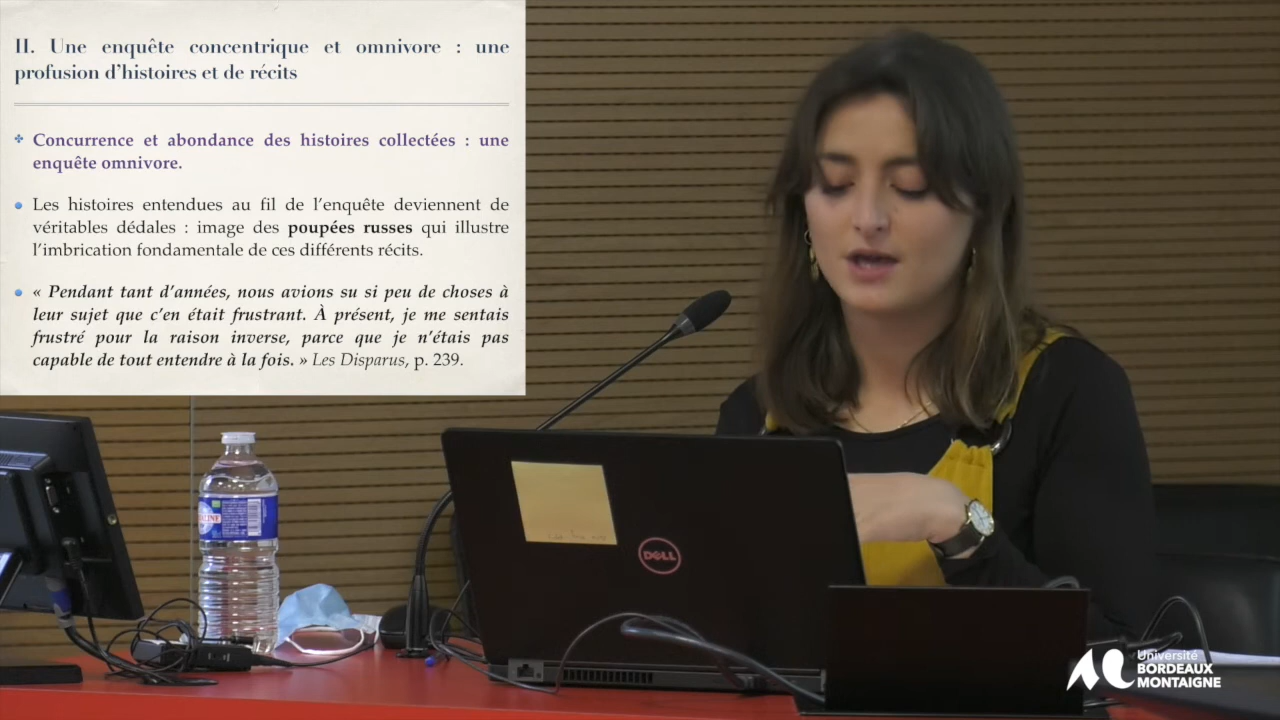 II. Une enquête concentrique et omnivore : une
profusion d'histoires et de récits
Concurrence et abondance des histoires collectées : une
enquête omnivore.
Les histoires entendues au fil de l'enquête deviennent de
véritables dédales : image des poupées russes qui illustre
l'imbrication fondamentale de ces différents récits.
« Pendant tant d'années, nous avions su si peu de choses à
leur sujet que c'en était frustrant. À présent, je me sentais
frustré pour la raison inverse, parce que je n'étais pas
capable de tout entendre à la fois. » Les Disparus, p. 239.
DELL
Université
BORDEAUX
MONTAIGNE